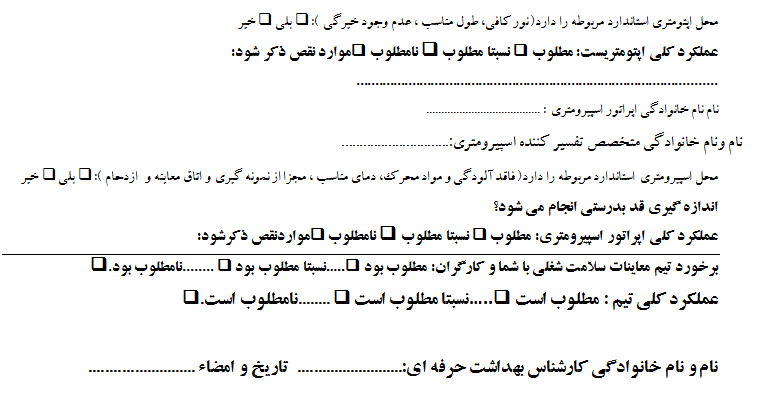 محل اپتومتری استاندارد مربوطه را دارد(نور کافی، طول مناسب ، عدم وجود خیرگی ):❑ بلی ❑ خیر
عملکرد کلی اپتومتریست: مطلوب ❑ نسبتا مطلوب ❑ نامطلوب ❑موارد نقص ذکر شود:
................................................................................................
نام نام خانوادگی اپراتور اسپیرومتری : ......................................
نام ونام خانوادگی متخصص تفسیر کننده اسپیرومتری:..............................
محل اسپیرومتری استاندارد مربوطه را دارد( فاقد آلودگی و مواد محرک، دمای مناسب ، مجزا از نمونه گیری و اتاق معاینه و ازدحام ):❑ بلی ❑ خیر
اندازه گیری قد بدرستی انجام می شود؟
عملکرد کلی اپراتور اسپیرومتری: مطلوب ❑ نسبتا مطلوب ❑ نامطلوب ❑مواردنقص ذکرشود:
برخورد تیم معاینات سلامت شغلی با شما و کارگران: مطلوب بود ❑.....نسبتا مطلوب بود ❑ ........نامطلوب بود.❑
عملکرد کلی تیم : مطلوب است ❑.....نسبتا مطلوب است ❑ ........نامطلوب است.❑
نام و نام خانوادگی کارشناس بهداشت حرفه ای:.......................... تاریخ و امضاء ..........................